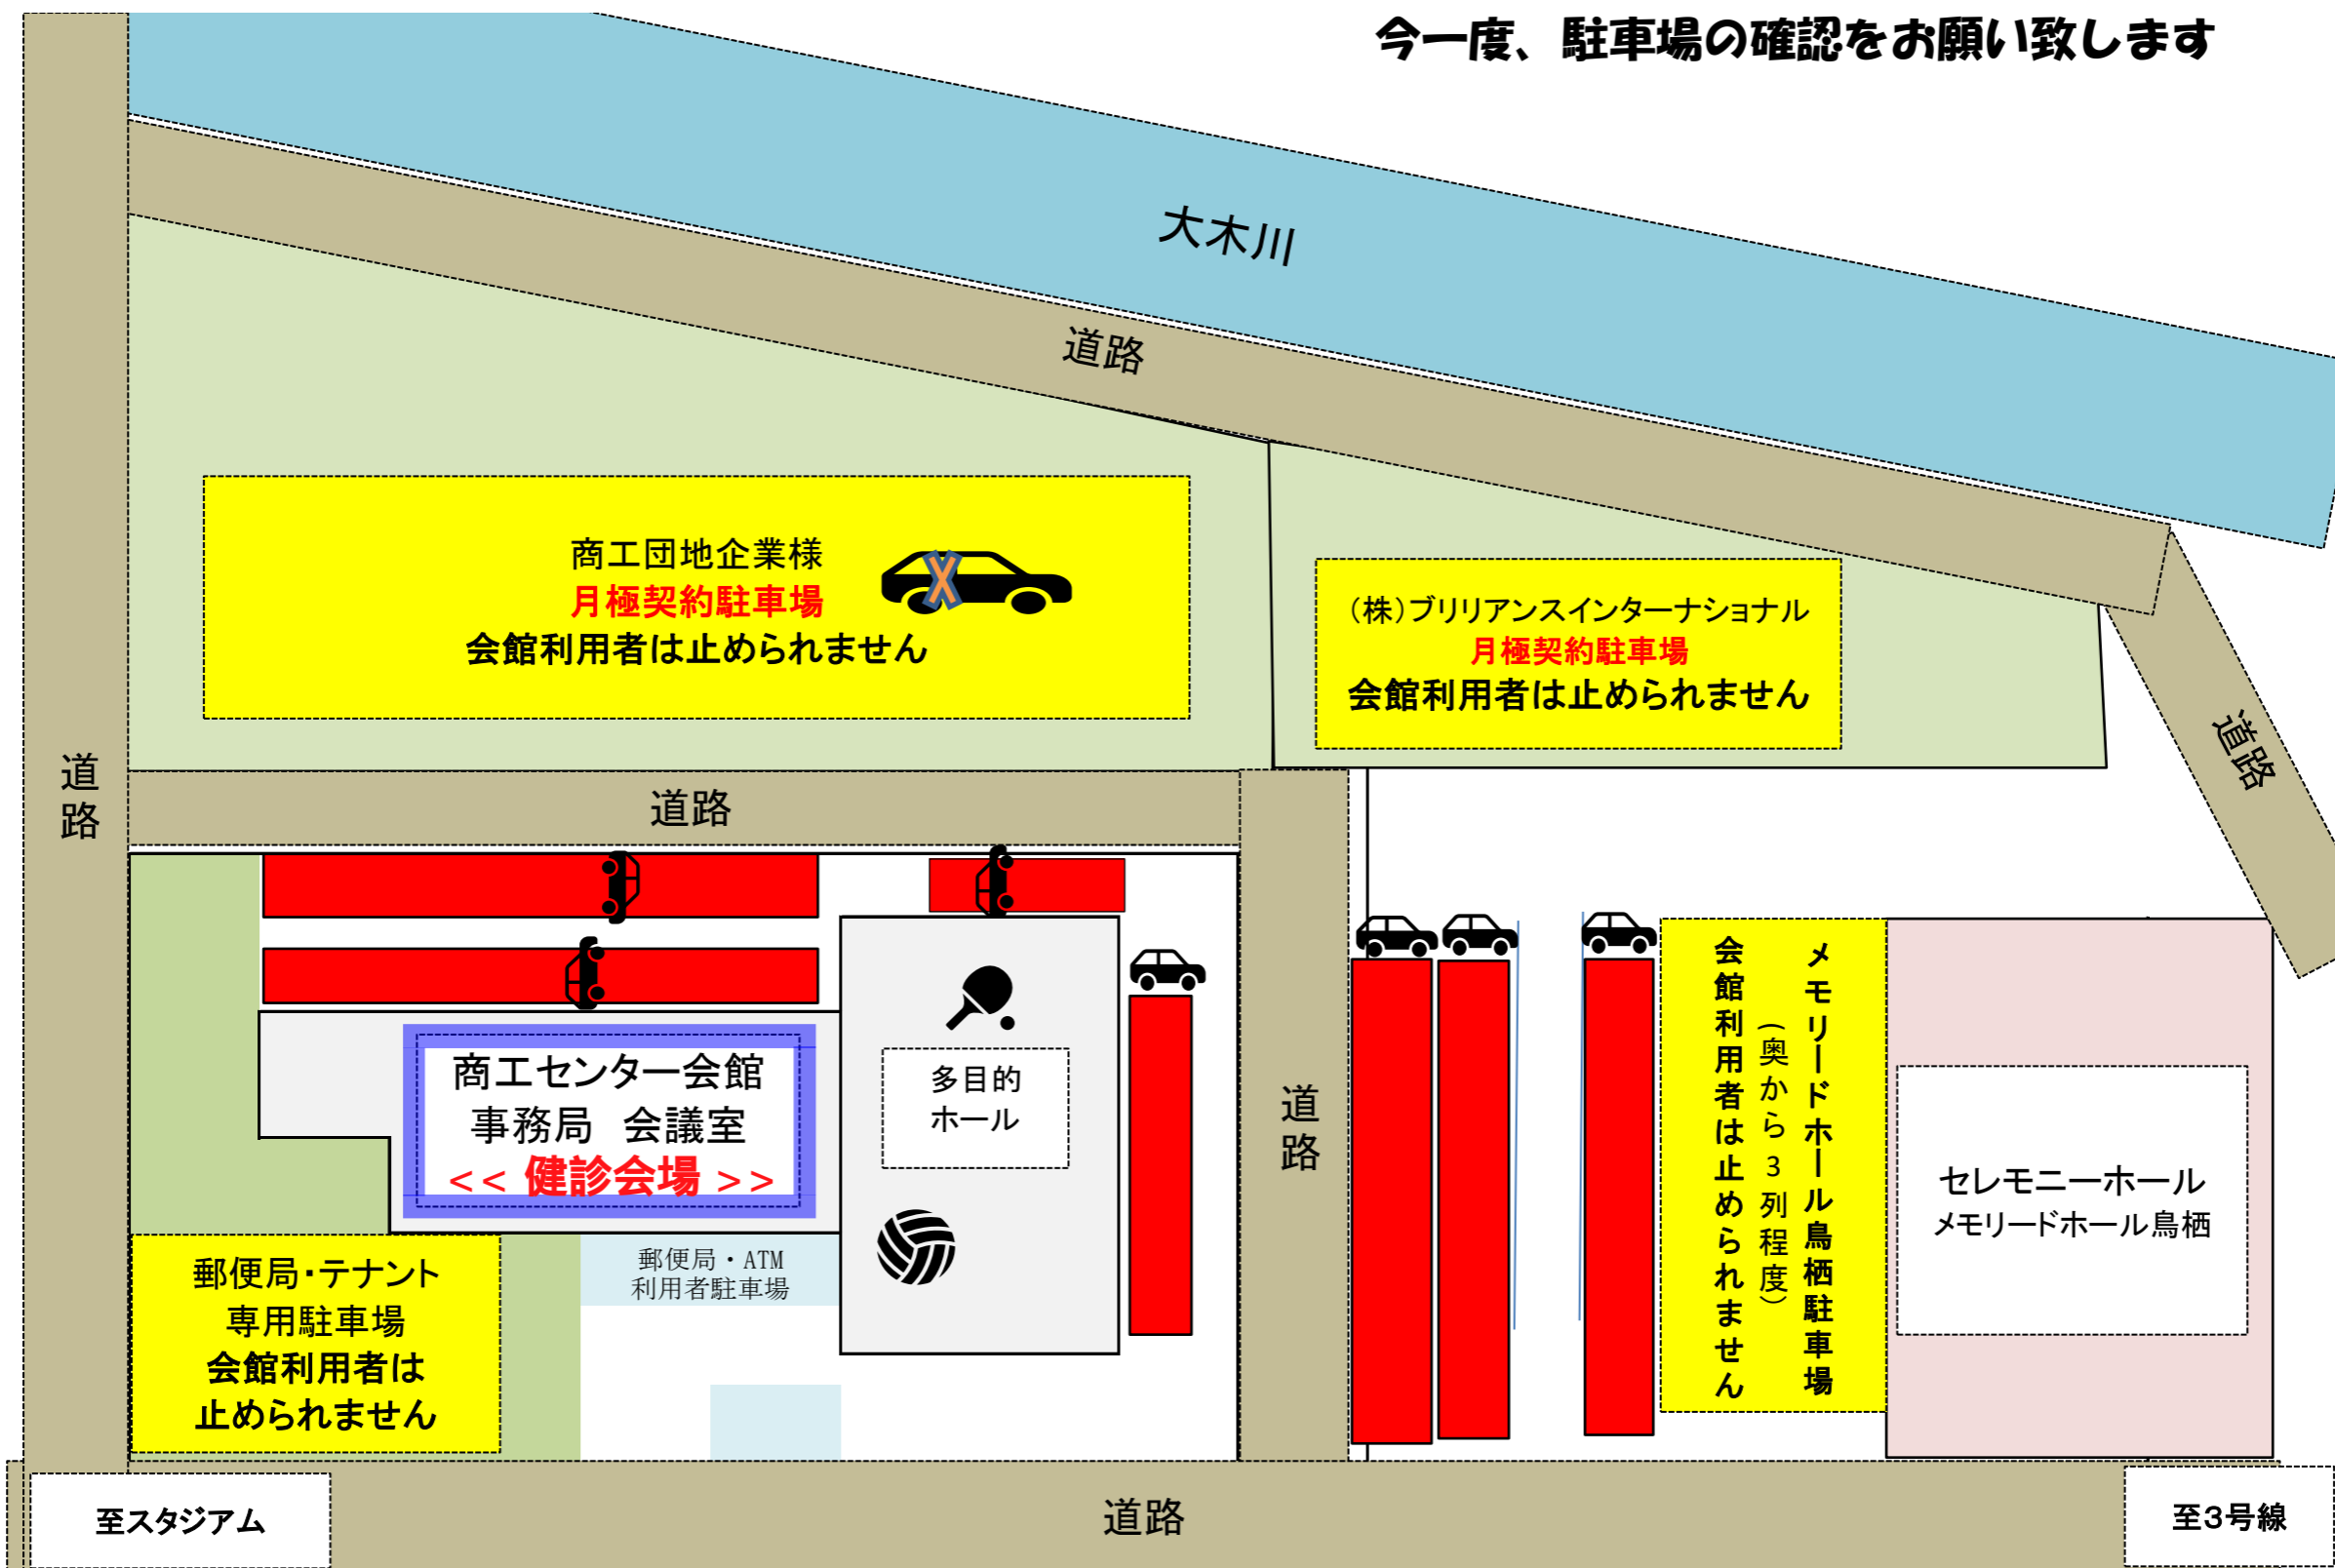 今一度、駐車場の確認をお願い致します
大木川
道路
商工団地企業様
月極契約駐車場
会館利用者は止められません
（株）ブリリアンスインターナショナル
月極契約駐車場
会館利用者は止められません
道路
道路
道路
商工センター会館
事務局　会議室
<< 健診会場 >>
多目的
ホール
道路
メモリードホール鳥栖駐車場
（奥から３列程度）
会館利用者は止められません
セレモニーホール
メモリードホール鳥栖
郵便局・ATM
利用者駐車場
郵便局・テナント
専用駐車場
会館利用者は
止められません
至スタジアム
道路
至３号線